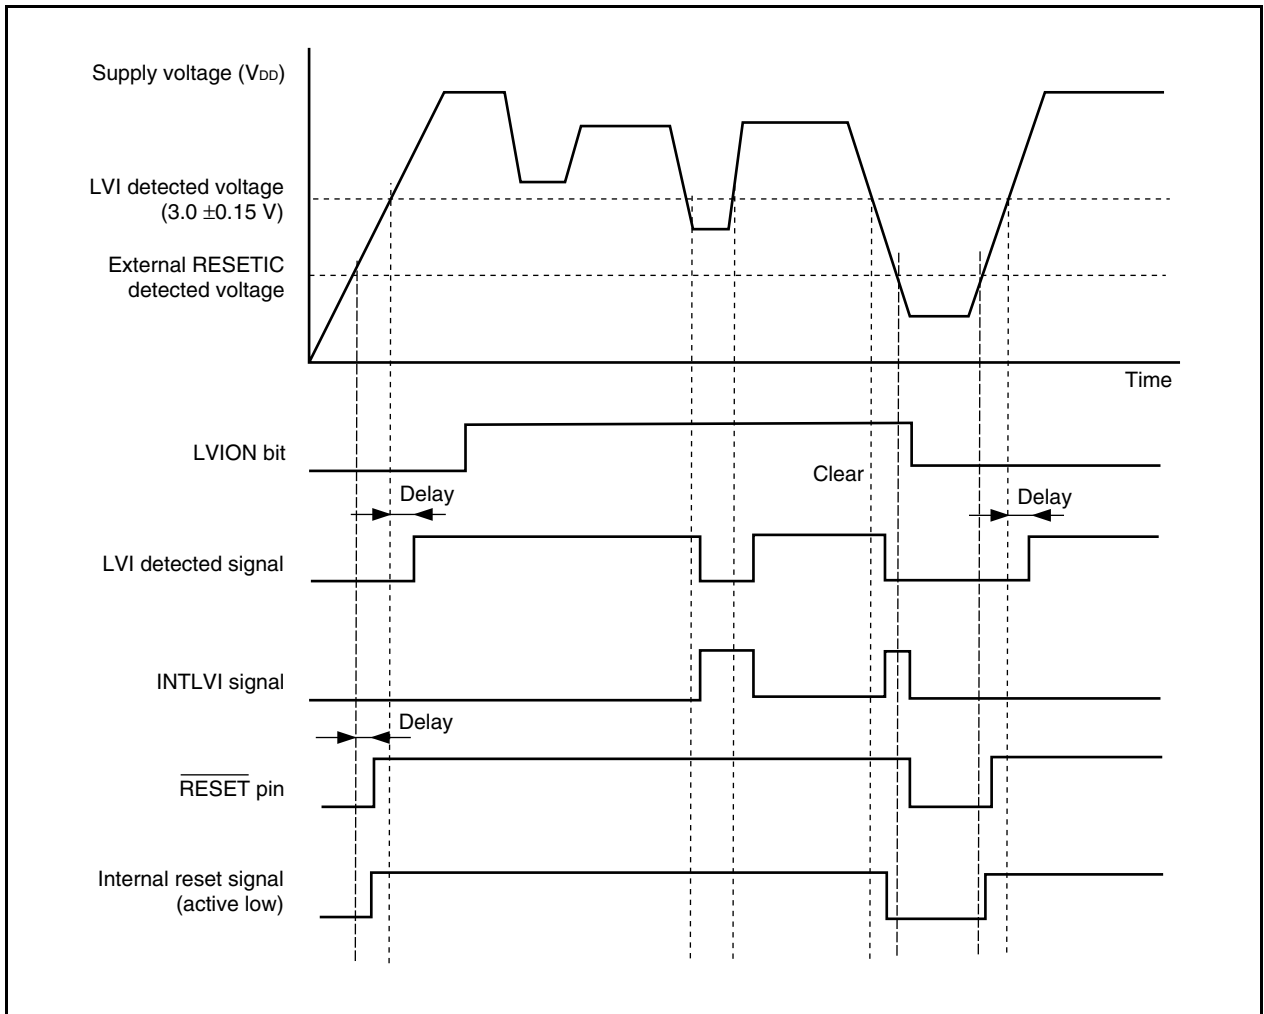 Supply voltage (VDD)
LVI detected voltage
(3.0 ±0.15 V)
External RESETIC
detected voltage
Time
LVION bit
Clear
Delay
Delay
LVI detected signal
INTLVI signal
Delay
RESET pin
Internal reset signal
(active low)